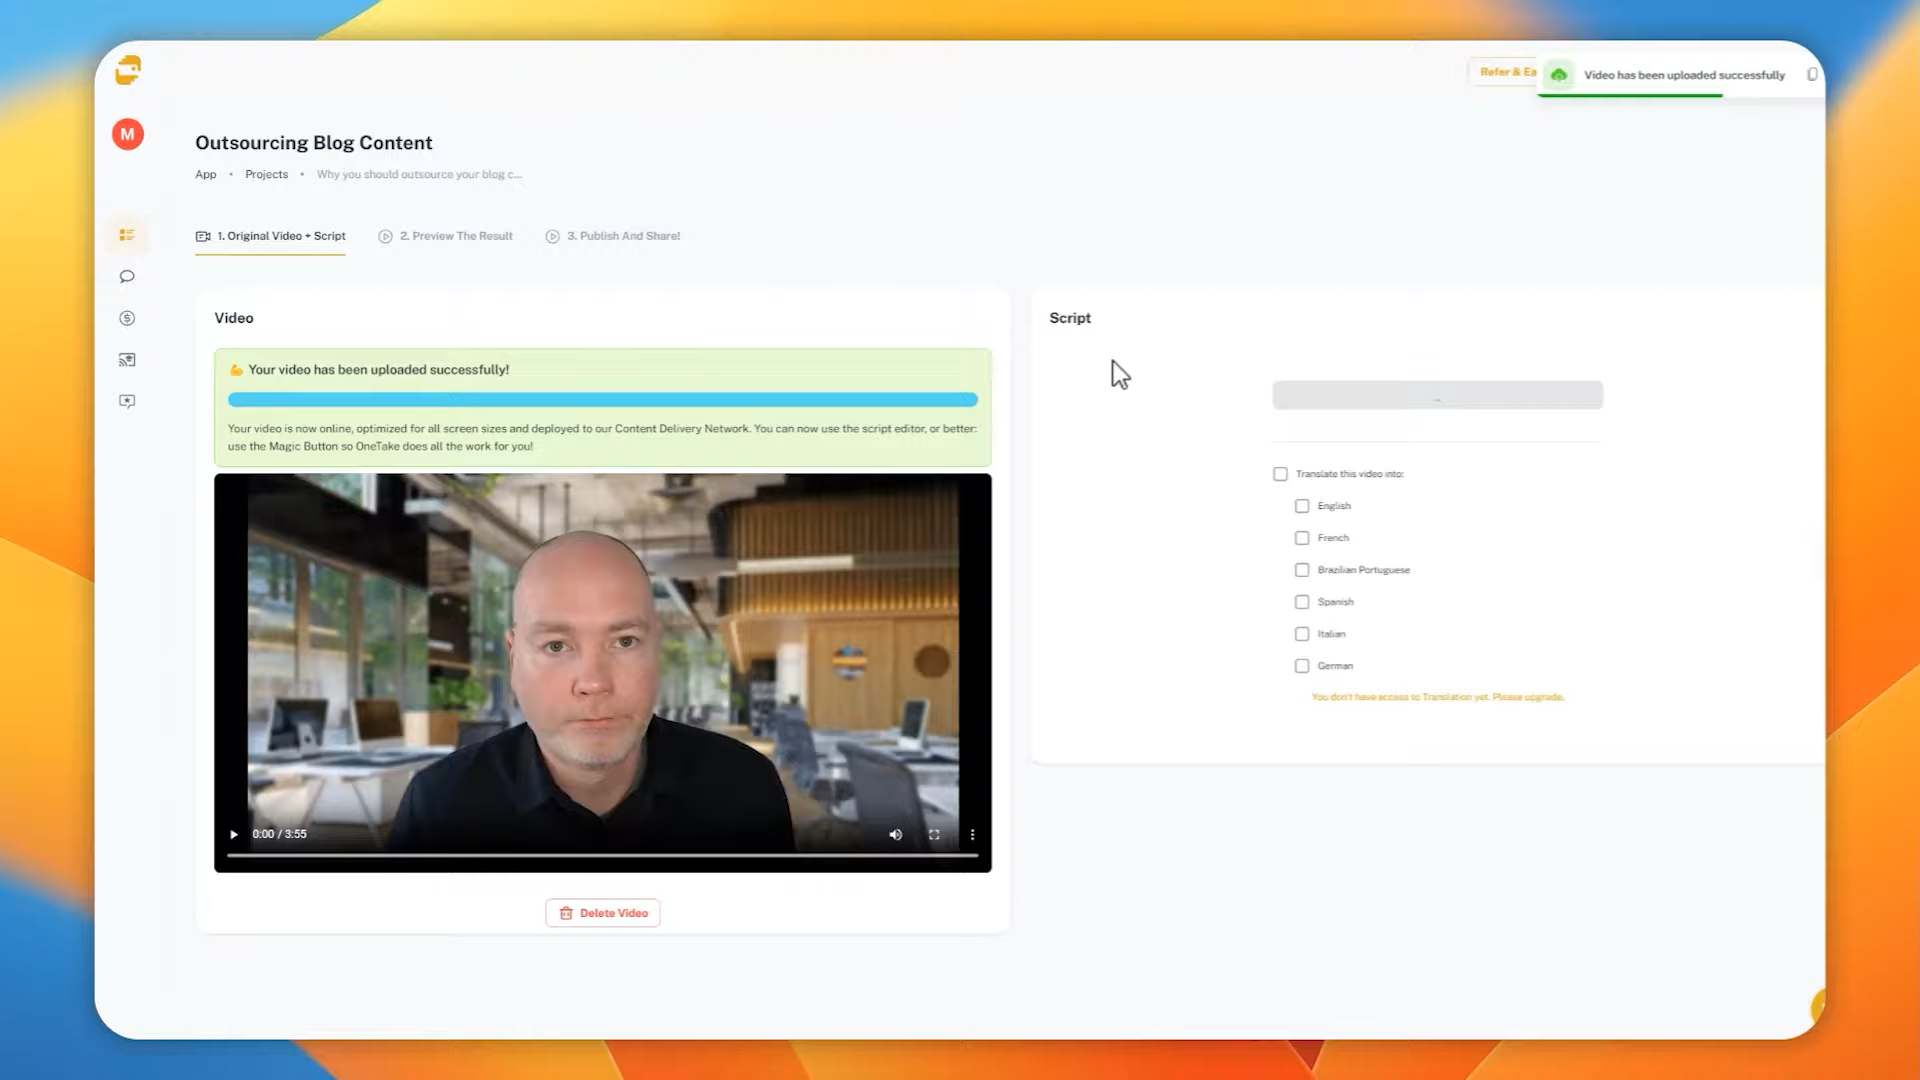 Refer & Ea
Video has been uploaded successfully
M
Outsourcing Blog Content
App • Projects • Why you should outsource your blog c...
1. Original Video + Script
2. Preview The Result
3. Publish And Share!
Video
Your video has been uploaded successfully!
Your video is now online, optimized for all screen sizes and deployed to our Content Delivery Network. You can now use the script editor, or better:
use the Magic Button so OneTake does all the work for you!
0:00 / 3:55
Delete Video
Script
Translate this video into:
English
French
Brazilian Portuguese
Spanish
Italian
German
You don't have access to Translation yet. Please upgrade.